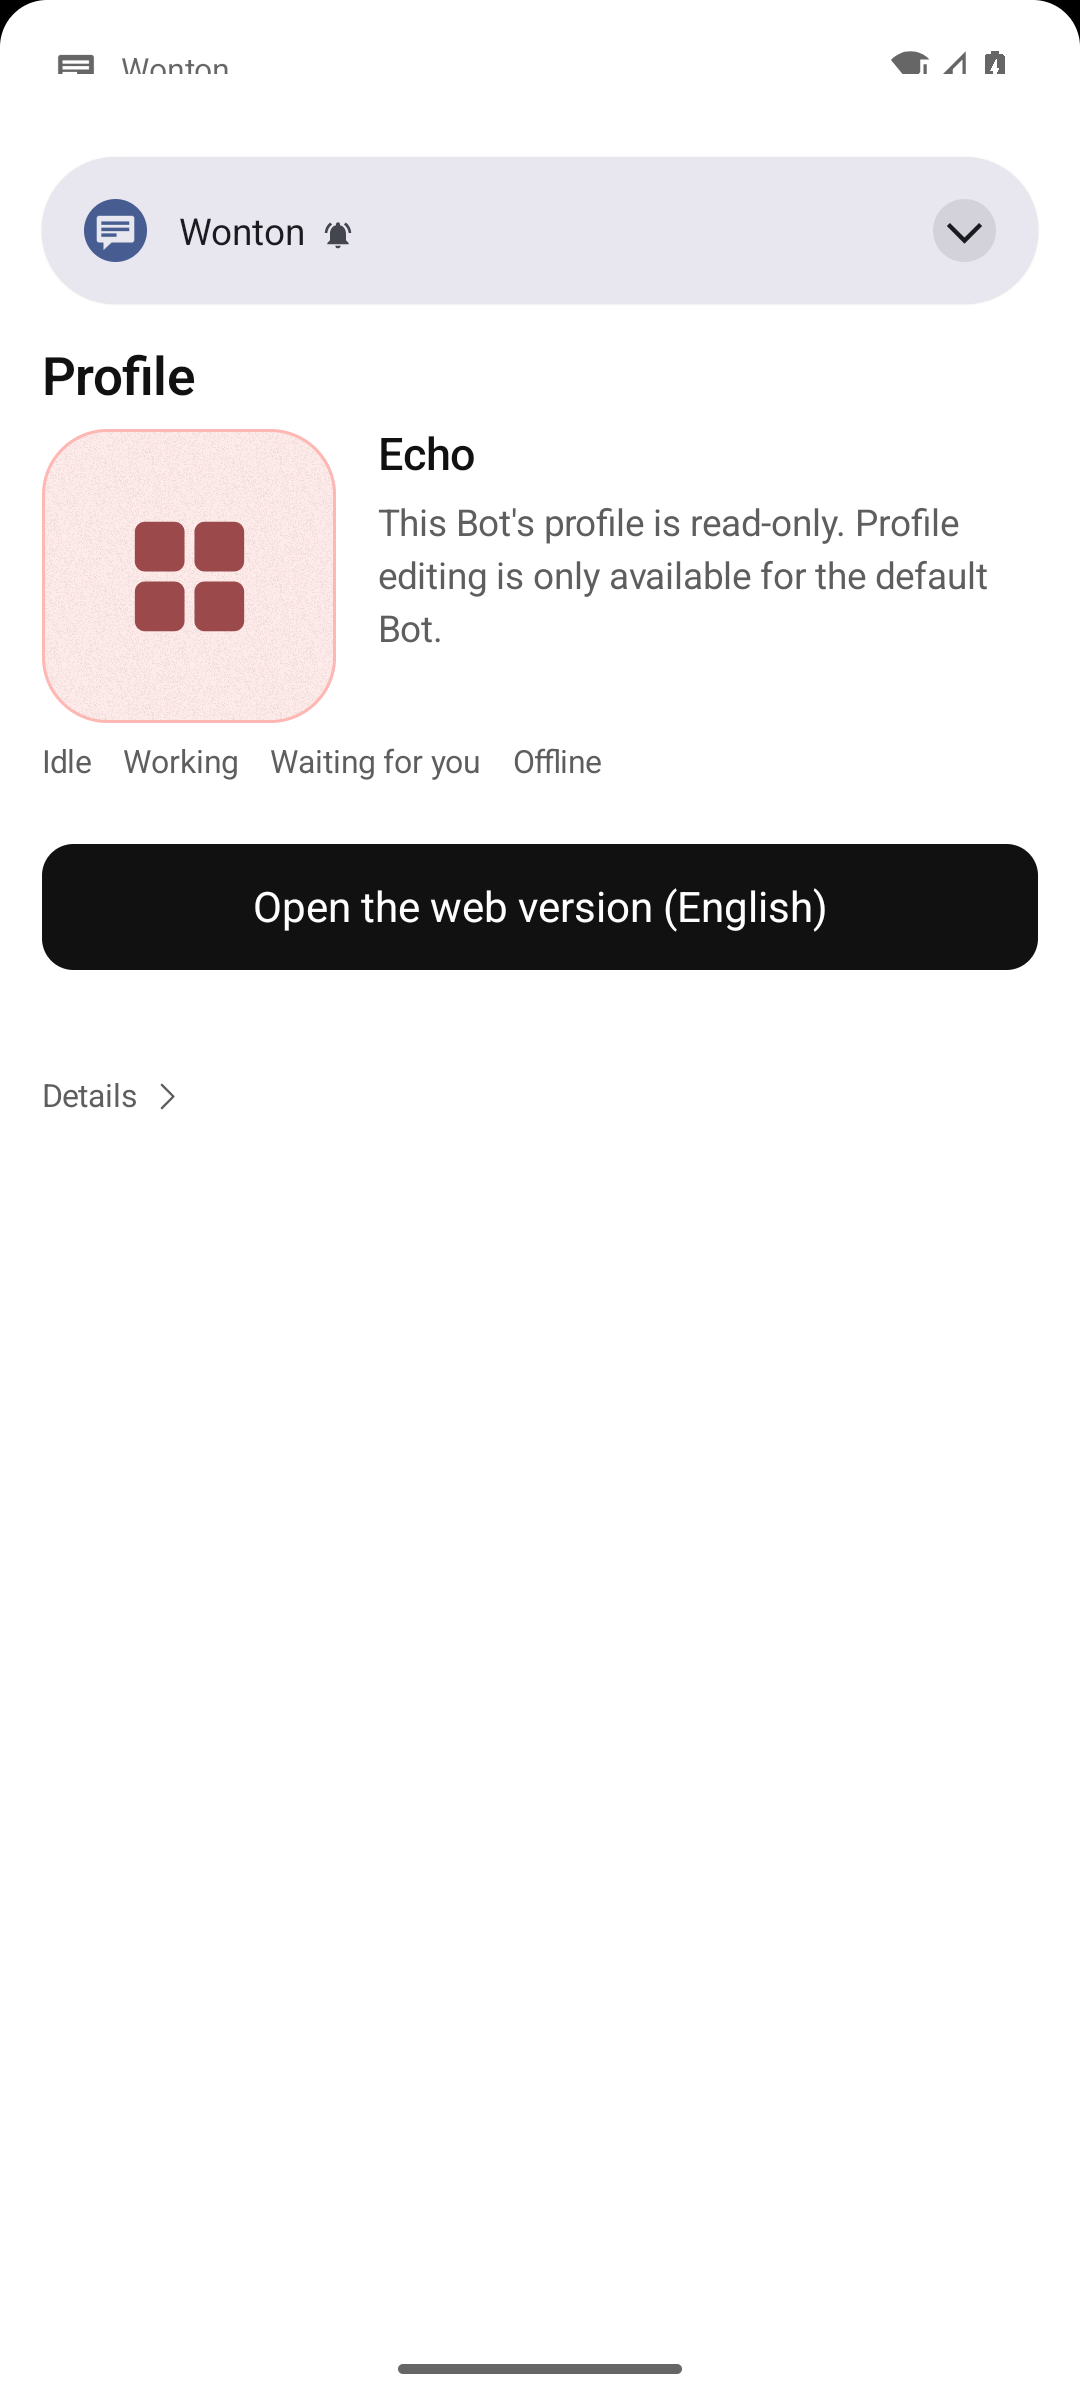 Wonton
Wonton
Profile
Echo
This Bot's profile is read-only. Profile
editing is only available for the default
Bot.
Idle Working Waiting for you Offline
Open the web version (English)
Details